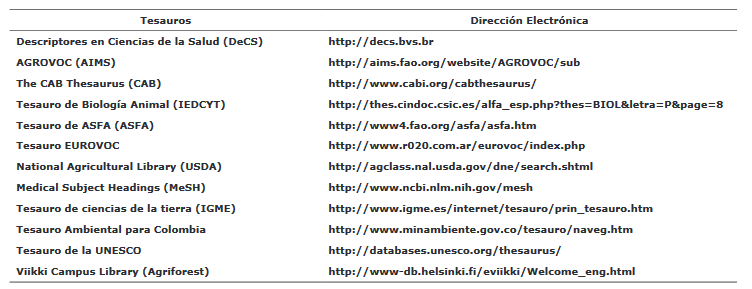 Tesauros Dirección Electrónica
Descriptores en Ciencias de la Salud (DeCS) http://decs.bvs.br
AGROVOC (AIMS) http://aims.fao.org/website/AGROVOC/sub
The CAB Thesaurus (CAB) http://www.cabi.org/cabthesaurus/
Tesauro de Biología Animal (IEDCYT) http://thes.cindoc.csic.es/alfa_esp.php?thes=BIOL&letra=P&page=8
Tesauro de ASFA (ASFA) http://www4.fao.org/asfa/asfa.htm
Tesauro EUROVOC http://www.r020.com.ar/eurovoc/index.php
National Agricultural Library (USDA) http://agclass.nal.usda.gov/dne/search.shtml
Medical Subject Headings (MeSH) http://www.ncbi.nlm.nih.gov/mesh
Tesauro de ciencias de la tierra (IGME) http://www.igme.es/internet/tesauro/prin_tesauro.htm
Tesauro Ambiental para Colombia http://www.minambiente.gov.co/tesauro/naveg.htm
Tesauro de la UNESCO http://databases.unesco.org/thesaurus/
Viikki Campus Library (Agriforest) http://www-db.helsinki.fi/eviikki/Welcome_eng.html